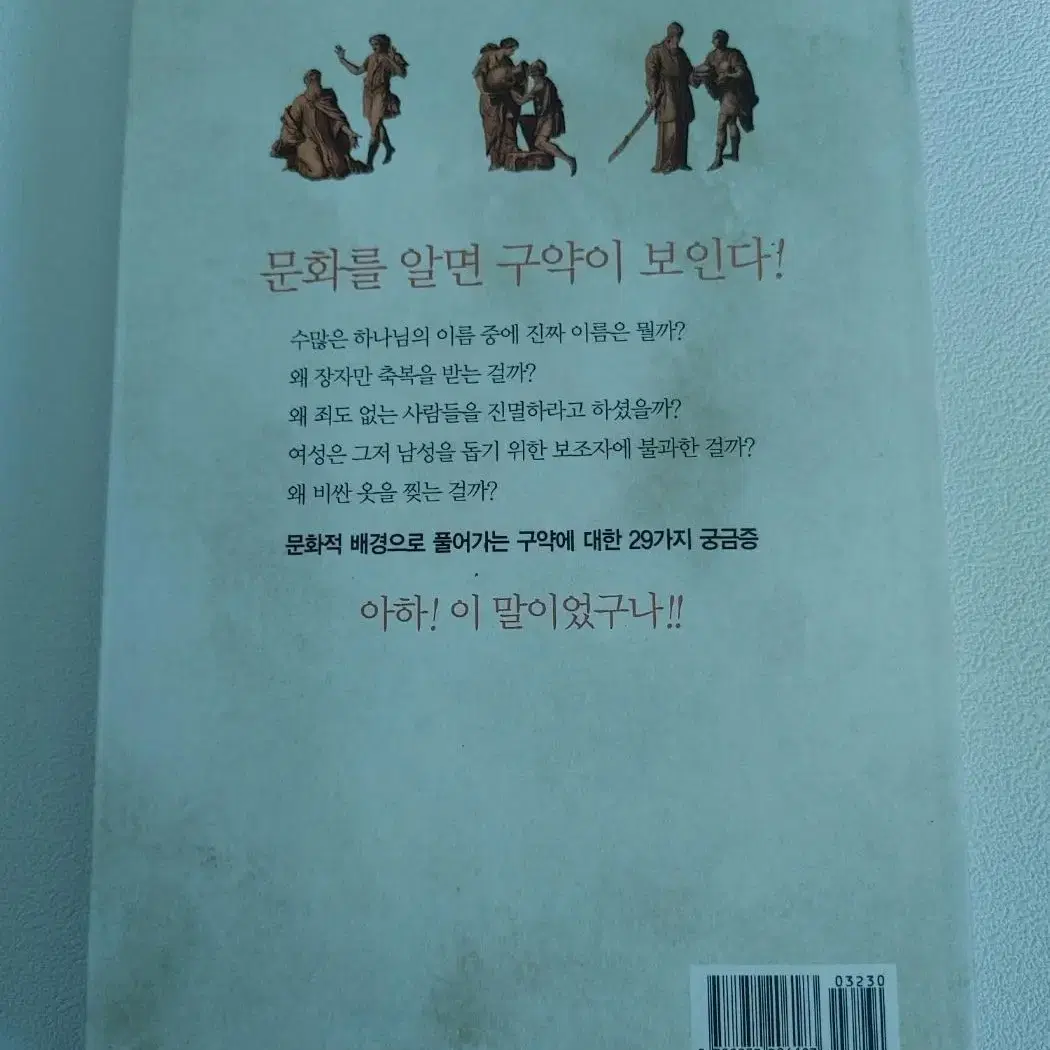 문화를 알면 구약이 보인다!
수많은 하나님의 이름 중에 진짜 이름은 뭘까?
왜 장자만 축복을 받는 걸까?
왜 죄도 없는 사람들을 진멸하라고 하셨을까?
여성은 그저 남성을 돕기 위한 보조자에 불과한 걸까?
왜 비싼 옷을 찢는 걸까?
문화적 배경으로 풀어가는 구약에 대한 29가지 궁금증
아하! 이 말이었구나!!
03230